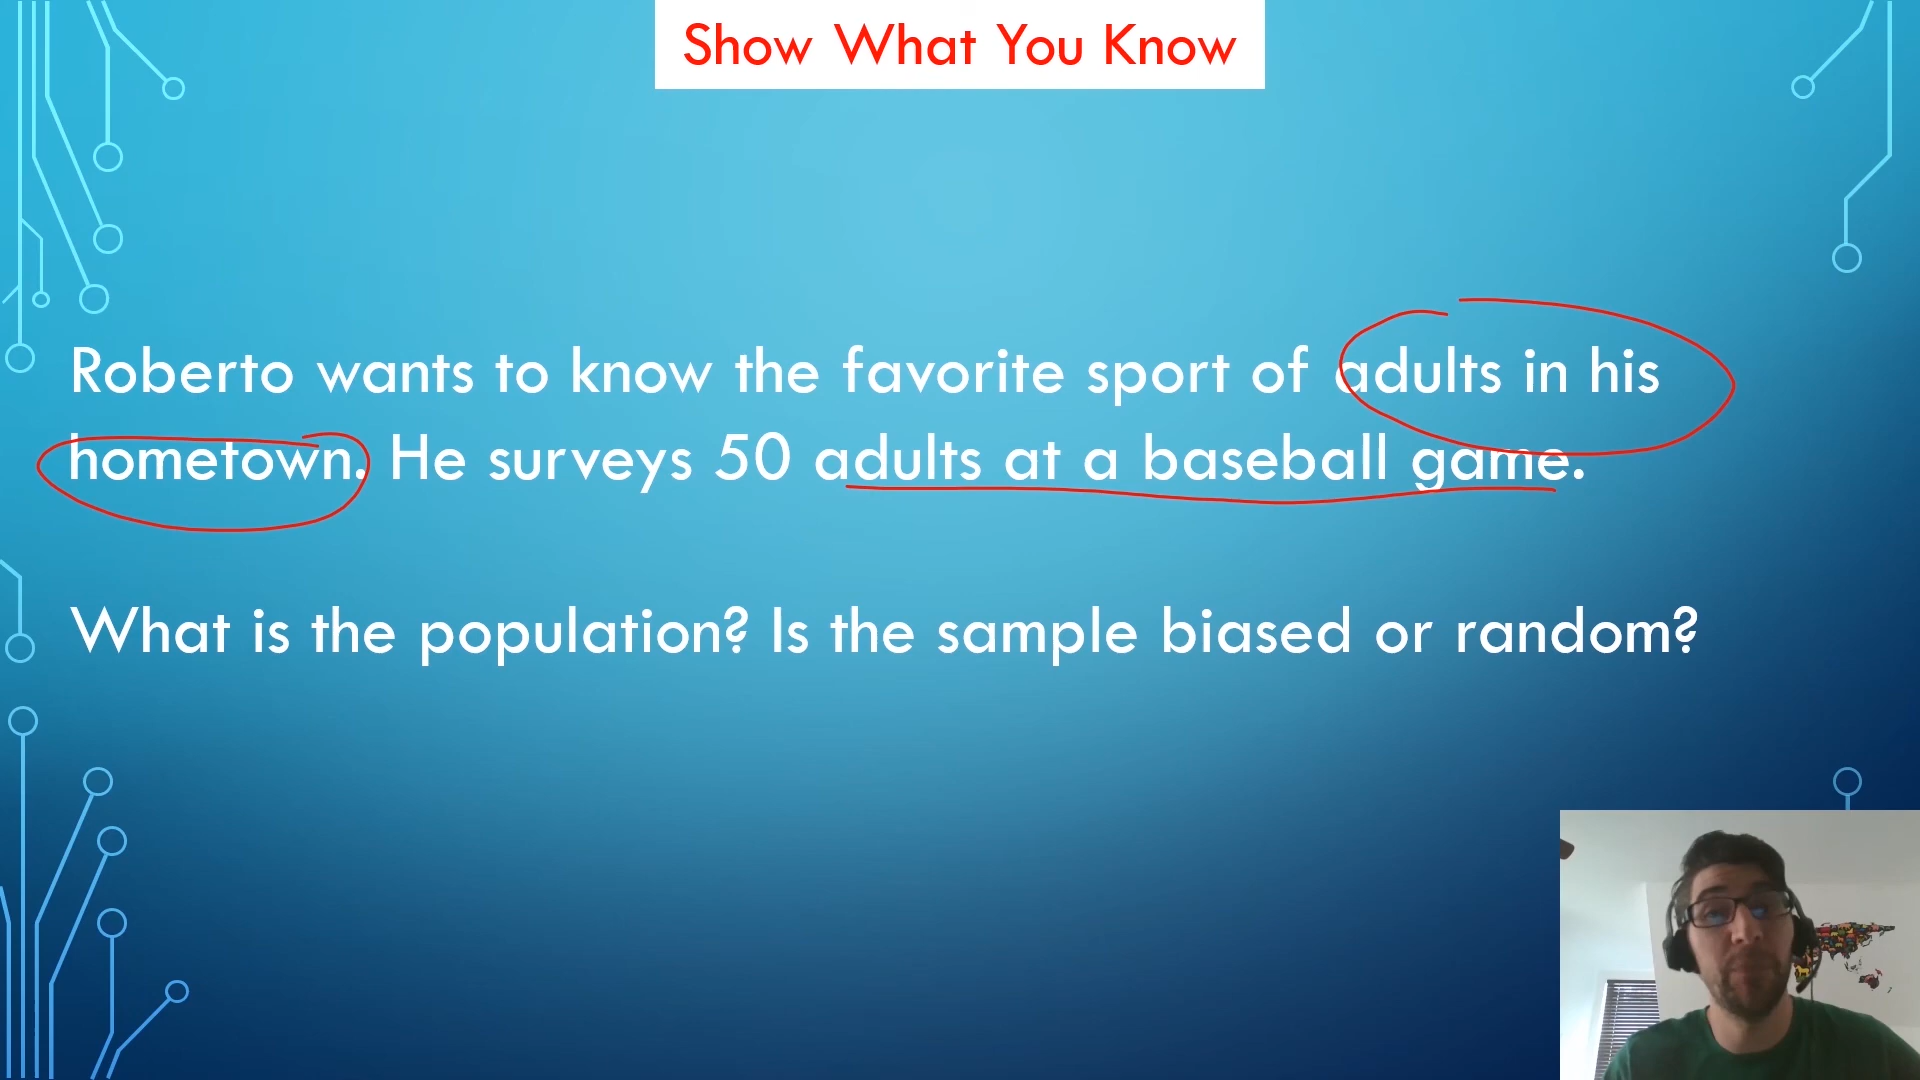 Show What You Know
Roberto wants to know the favorite sport of adults in his
hometown. He surveys 50 adults at a baseball game.
What is the population? Is the sample biased or random?